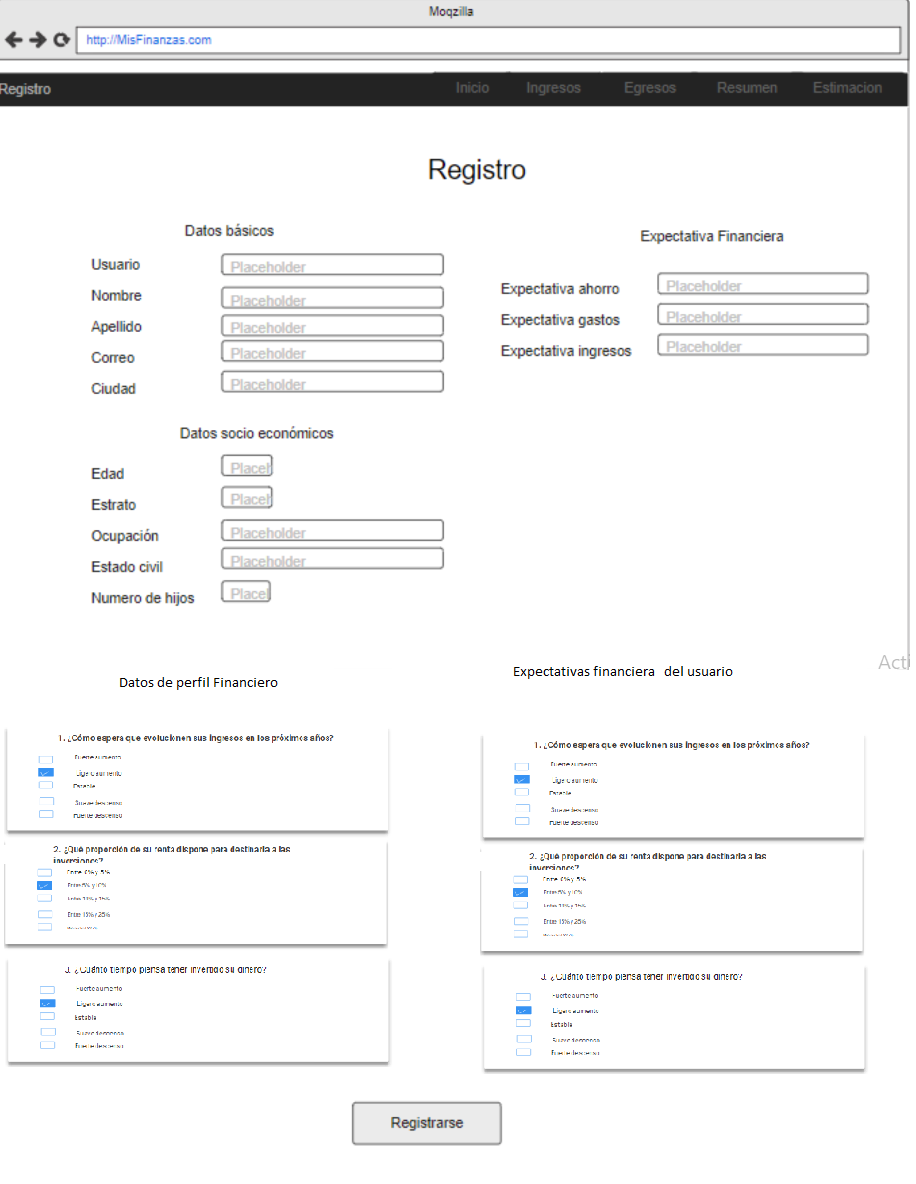 Moqzilla
http://MisFinanzas.com
Registro Inicio Ingresos Egresos Resumen Estimacion
Registro
Datos básicos
Usuario Placeholder
Nombre Placeholder
Apellido Placeholder
Correo Placeholder
Ciudad Placeholder
Expectativa Financiera
Expectativa ahorro Placeholder
Expectativa gastos Placeholder
Expectativa ingresos Placeholder
Datos socio económicos
Edad Placeh
Estrato Placeh
Ocupación Placeholder
Estado civil Placeholder
Numero de hijos Placel
Acti
Datos de perfil Financiero
1. ¿Cómo espera que evolucionen sus ingresos en los próximos años?
Fuerte aumento
Ligero aumento
Estable
Suave descenso
Fuerte descenso
2. ¿Qué proporción de su renta dispone para destinarla a las
inversiones?
Entre 0% y 5%
Entre 5% y 10%
Entre 15% y 25%
3. ¿Cuánto tiempo piensa tener invertido su dinero?
Fuerte aumento
Ligero aumento
Estable
Suave descenso
Fuerte descenso
Expectativas financiera del usuario
1. ¿Cómo espera que evolucionen sus ingresos en los próximos años?
Fuerte aumento
Ligero aumento
Estable
Suave descenso
Fuerte descenso
2. ¿Qué proporción de su renta dispone para destinarla a las
inversiones?
Entre 0% y 5%
Entre 5% y 10%
Entre 15% y 25%
3. ¿Cuánto tiempo piensa tener invertido su dinero?
Fuerte aumento
Ligero aumento
Estable
Suave descenso
Fuerte descenso
Registrarse